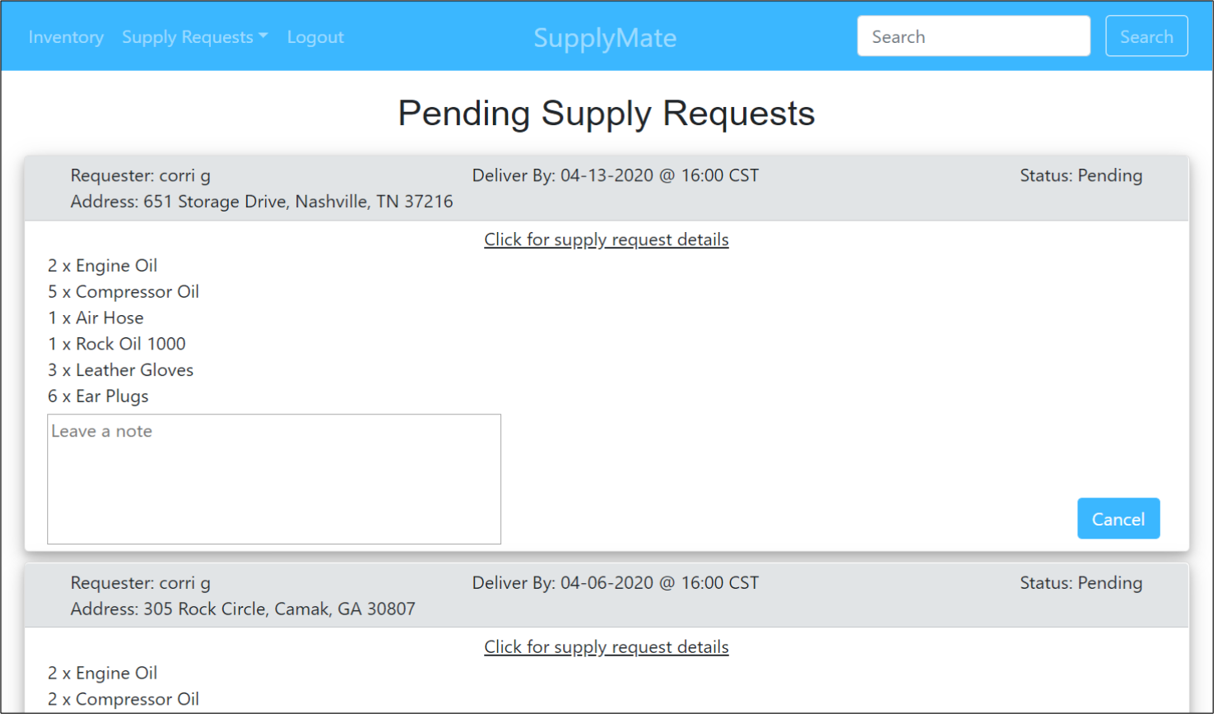 Inventory Supply Requests Logout SupplyMate Search Search
Pending Supply Requests
Requester: corri g Deliver By: 04-13-2020 @ 16:00 CST Status: Pending
Address: 651 Storage Drive, Nashville, TN 37216
Click for supply request details
2 x Engine Oil
5 x Compressor Oil
1 x Air Hose
1 x Rock Oil 1000
3 x Leather Gloves
6 x Ear Plugs
Leave a note
Cancel
Requester: corri g Deliver By: 04-06-2020 @ 16:00 CST Status: Pending
Address: 305 Rock Circle, Camak, GA 30807
Click for supply request details
2 x Engine Oil
2 x Compressor Oil